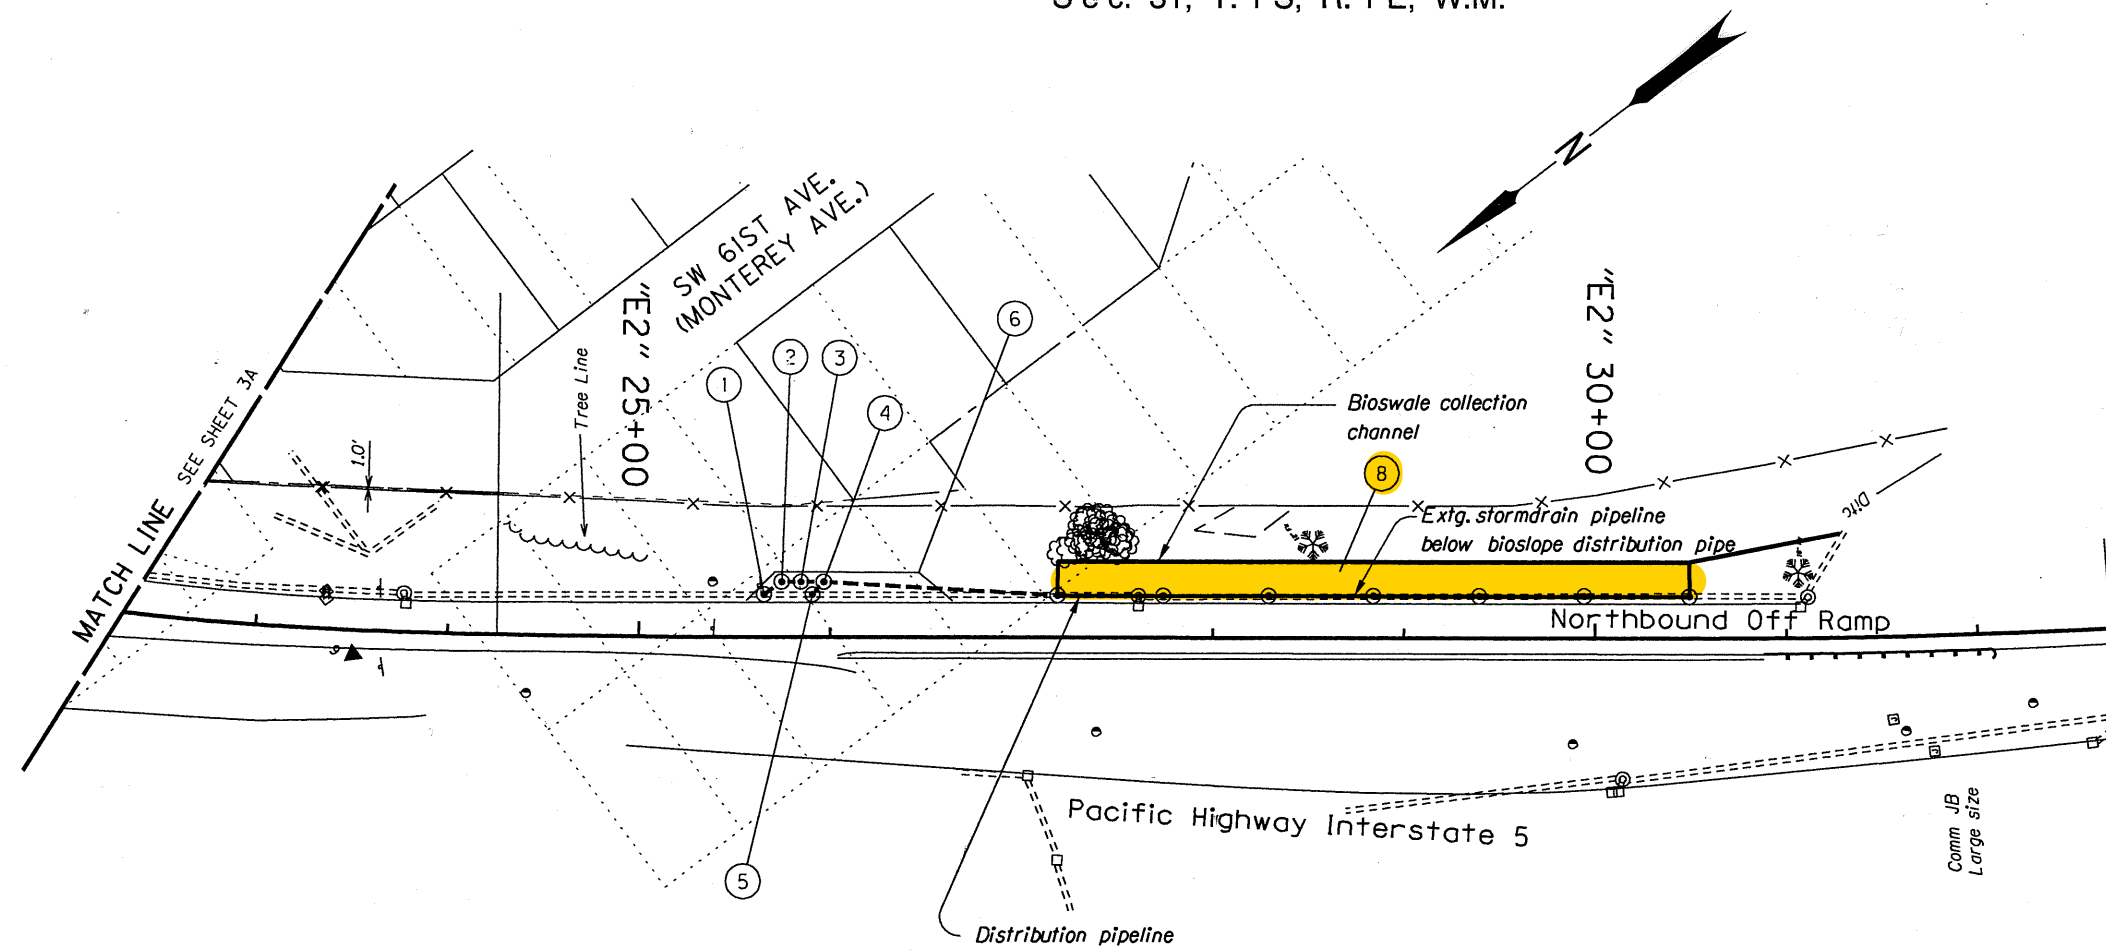 Sec. 31, T. 1 S, R. 1 E, W.M.
N
SW 61ST AVE.
(MONTEREY AVE.)
"E2" 25+00
"E2" 30+00
Tree Line
1.0'
MATCH LINE SEE SHEET 3A
1
2
3
4
6
8
5
Bioswale collection
channel
Extg. stormdrain pipeline
below bioslope distribution pipe
Ditc
Northbound Off Ramp
Pacific Highway Interstate 5
Comm JB
Large size
Distribution pipeline